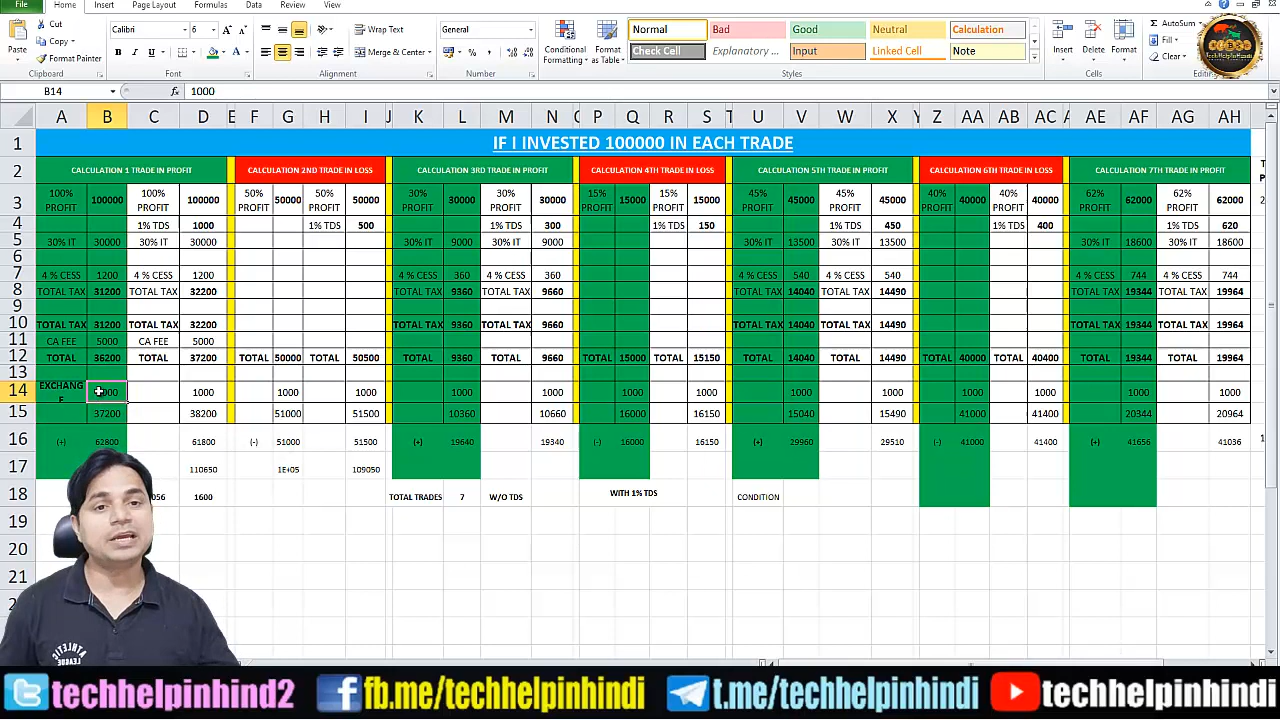 File Home Insert Page Layout Formulas Data Review View
Cut
Copy
Format Painter
Paste
Clipboard
Calibri 6
B I U
Font
Wrap Text
Merge & Center
Alignment
General
Number
Conditional Formatting
Format as Table
Normal Bad Good Neutral Calculation
Check Cell Explanatory ... Input Linked Cell Note
Styles
Insert Delete Format
Cells
AutoSum
Fill
Clear
B14 fx 1000
A B C D E F G H I J K L M N P Q R S T U V W X Y Z AA AB AC AE AF AG AH
1 IF I INVESTED 100000 IN EACH TRADE
2 CALCULATION 1 TRADE IN PROFIT CALCULATION 2ND TRADE IN LOSS CALCULATION 3RD TRADE IN PROFIT CALCULATION 4TH TRADE IN LOSS CALCULATION 5TH TRADE IN PROFIT CALCULATION 6TH TRADE IN LOSS CALCULATION 7TH TRADE IN PROFIT
3 100% PROFIT 100000 100% PROFIT 100000 50% PROFIT 50000 50% PROFIT 50000 30% PROFIT 30000 30% PROFIT 30000 15% PROFIT 15000 15% PROFIT 15000 45% PROFIT 45000 45% PROFIT 45000 40% PROFIT 40000 40% PROFIT 40000 62% PROFIT 62000 62% PROFIT 62000
4 1% TDS 1000 1% TDS 500 1% TDS 300 1% TDS 150 1% TDS 450 1% TDS 400 1% TDS 620
5 30% IT 30000 30% IT 30000 30% IT 9000 30% IT 9000 30% IT 13500 30% IT 13500 30% IT 18600 30% IT 18600
6
7 4 % CESS 1200 4 % CESS 1200 4 % CESS 360 4 % CESS 360 4 % CESS 540 4 % CESS 540 4 % CESS 744 4 % CESS 744
8 TOTAL TAX 31200 TOTAL TAX 32200 TOTAL TAX 9360 TOTAL TAX 9660 TOTAL TAX 14040 TOTAL TAX 14490 TOTAL TAX 19344 TOTAL TAX 19964
9
10 TOTAL TAX 31200 TOTAL TAX 32200 TOTAL TAX 9360 TOTAL TAX 9660 TOTAL TAX 14040 TOTAL TAX 14490 TOTAL TAX 19344 TOTAL TAX 19964
11 CA FEE 5000 CA FEE 5000
12 TOTAL 36200 TOTAL 37200 TOTAL 50000 TOTAL 50500 TOTAL 9360 TOTAL 9660 TOTAL 15000 TOTAL 15150 TOTAL 14040 TOTAL 14490 TOTAL 40000 TOTAL 40400 TOTAL 19344 TOTAL 19964
13
14 EXCHANG 1000 1000 1000 1000 1000 1000 1000 1000 1000 1000 1000 1000 1000
15 37200 38200 51000 51500 10360 10660 16000 16150 15040 15490 41000 41400 20344 20964
16 (+) 62800 61800 (-) 51000 51500 (+) 19640 19340 (-) 16000 16150 (+) 29960 29510 (-) 41000 41400 (+) 41656 41036
17 110650 1E+05 109050
18 1600 TOTAL TRADES 7 W/O TDS WITH 1% TDS CONDITION
19
20
21
ATHLETIC
LEAGUE
techhelpinhind2 fb.me/techhelpinhindi t.me/techhelpinhindi techhelpinhindi